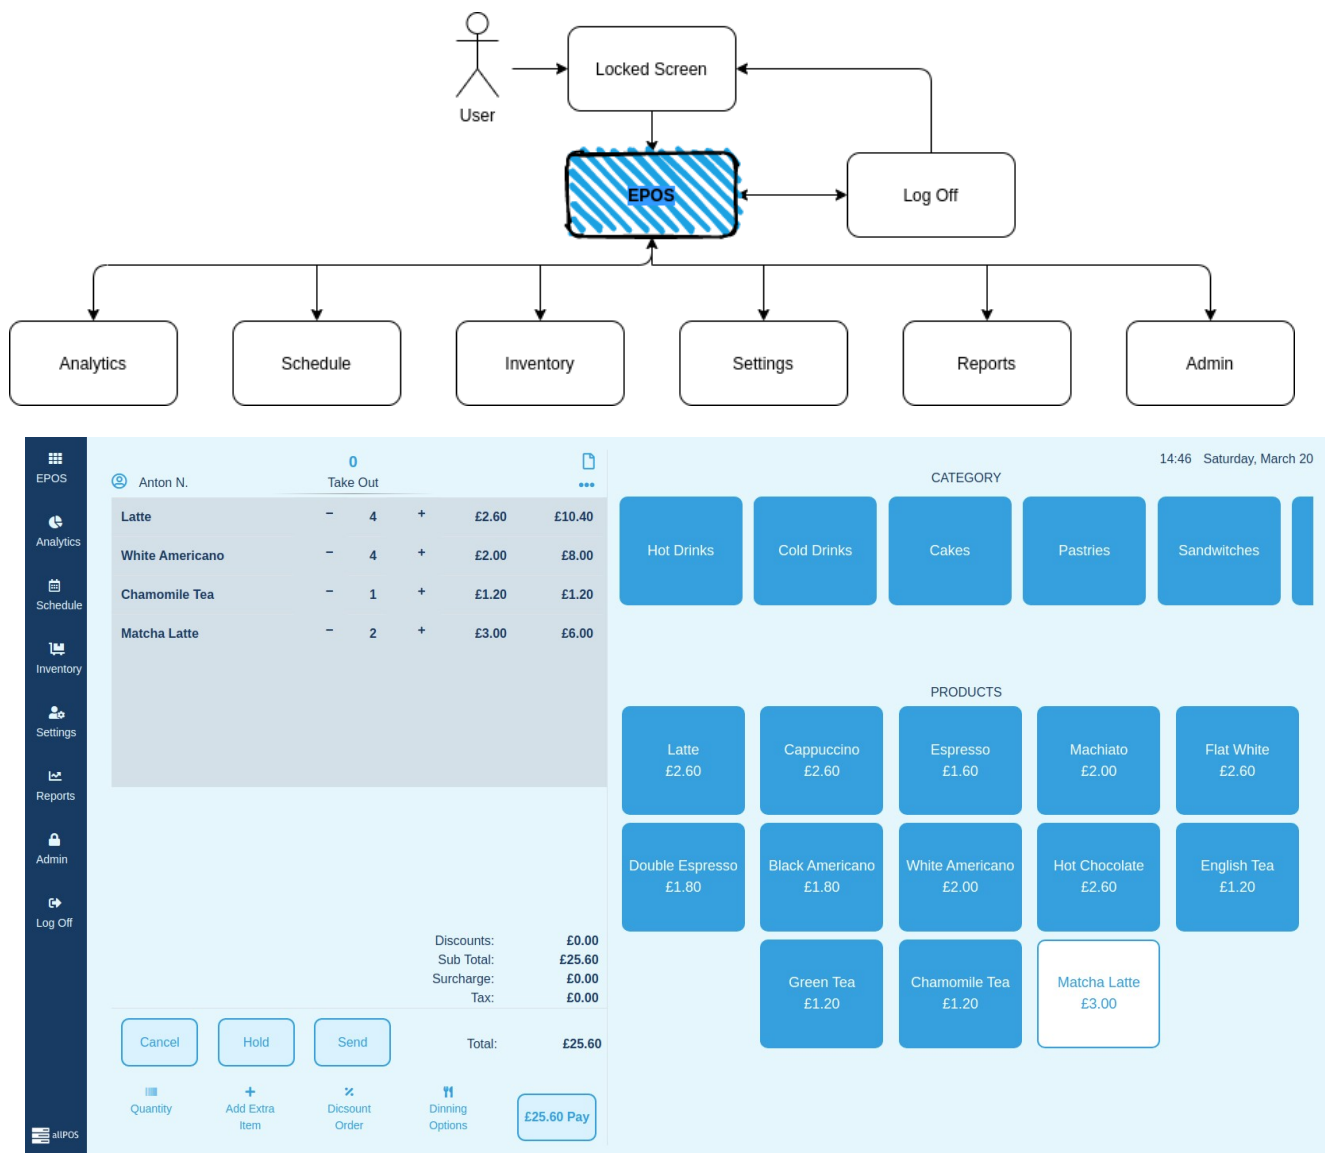 User
Locked Screen
EPOS
Log Off
Analytics
Schedule
Inventory
Settings
Reports
Admin
EPOS
Analytics
Schedule
Inventory
Settings
Reports
Admin
Log Off
allPOS
0
Anton N.
Take Out
Latte − 4 + £2.60 £10.40
White Americano − 4 + £2.00 £8.00
Chamomile Tea − 1 + £1.20 £1.20
Matcha Latte − 2 + £3.00 £6.00
Discounts: £0.00
Sub Total: £25.60
Surcharge: £0.00
Tax: £0.00
Cancel
Hold
Send
Total: £25.60
Quantity
Add Extra
Item
Dicsount
Order
Dinning
Options
£25.60 Pay
14:46 Saturday, March 20
CATEGORY
Hot Drinks
Cold Drinks
Cakes
Pastries
Sandwitches
PRODUCTS
Latte
£2.60
Cappuccino
£2.60
Espresso
£1.60
Machiato
£2.00
Flat White
£2.60
Double Espresso
£1.80
Black Americano
£1.80
White Americano
£2.00
Hot Chocolate
£2.60
English Tea
£1.20
Green Tea
£1.20
Chamomile Tea
£1.20
Matcha Latte
£3.00